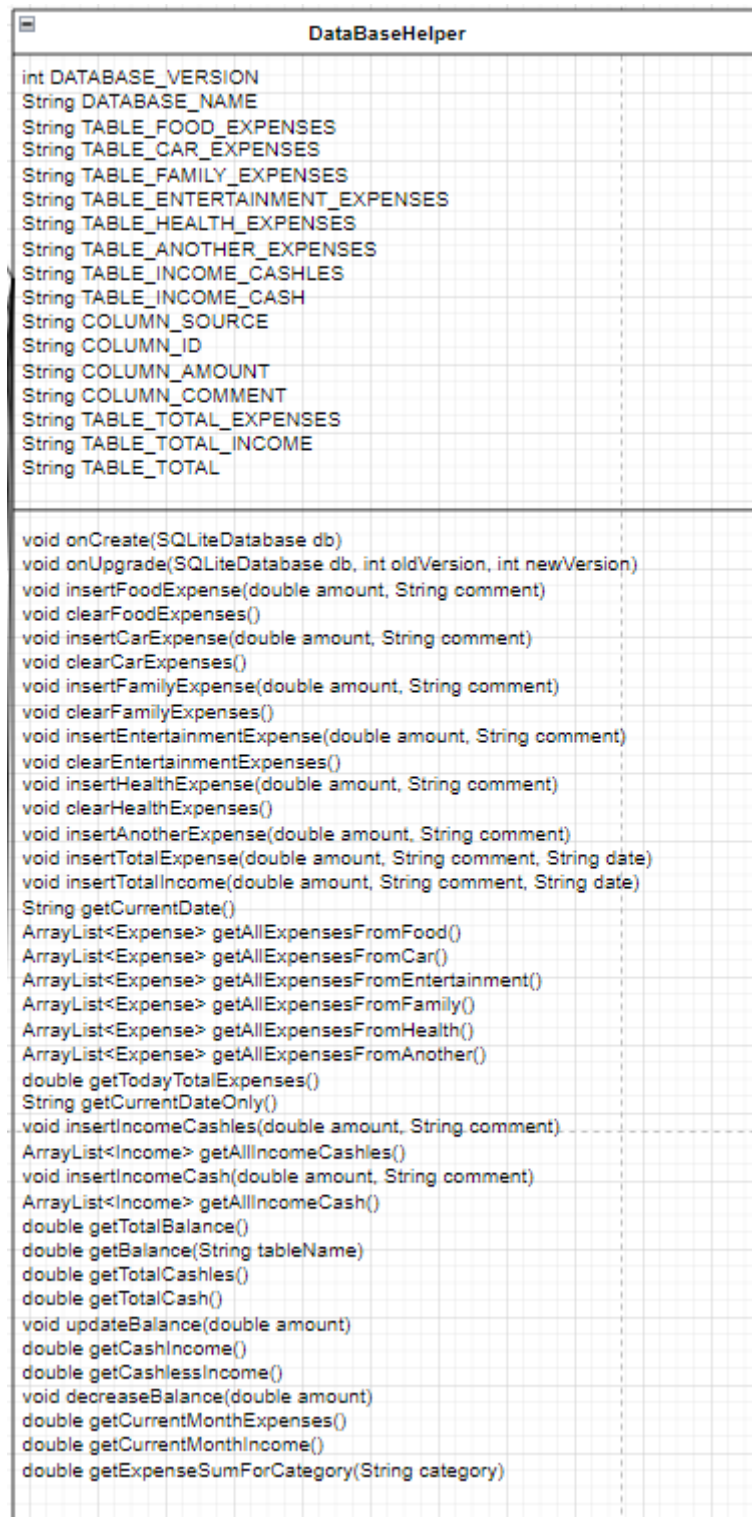 DataBaseHelper
int DATABASE_VERSION
String DATABASE_NAME
String TABLE_FOOD_EXPENSES
String TABLE_CAR_EXPENSES
String TABLE_FAMILY_EXPENSES
String TABLE_ENTERTAINMENT_EXPENSES
String TABLE_HEALTH_EXPENSES
String TABLE_ANOTHER_EXPENSES
String TABLE_INCOME_CASHLES
String TABLE_INCOME_CASH
String COLUMN_SOURCE
String COLUMN_ID
String COLUMN_AMOUNT
String COLUMN_COMMENT
String TABLE_TOTAL_EXPENSES
String TABLE_TOTAL_INCOME
String TABLE_TOTAL
void onCreate(SQLiteDatabase db)
void onUpgrade(SQLiteDatabase db, int oldVersion, int newVersion)
void insertFoodExpense(double amount, String comment)
void clearFoodExpenses()
void insertCarExpense(double amount, String comment)
void clearCarExpenses()
void insertFamilyExpense(double amount, String comment)
void clearFamilyExpenses()
void insertEntertainmentExpense(double amount, String comment)
void clearEntertainmentExpenses()
void insertHealthExpense(double amount, String comment)
void clearHealthExpenses()
void insertAnotherExpense(double amount, String comment)
void insertTotalExpense(double amount, String comment, String date)
void insertTotalIncome(double amount, String comment, String date)
String getCurrentDate()
ArrayList<Expense> getAllExpensesFromFood()
ArrayList<Expense> getAllExpensesFromCar()
ArrayList<Expense> getAllExpensesFromEntertainment()
ArrayList<Expense> getAllExpensesFromFamily()
ArrayList<Expense> getAllExpensesFromHealth()
ArrayList<Expense> getAllExpensesFromAnother()
double getTodayTotalExpenses()
String getCurrentDateOnly()
void insertIncomeCashles(double amount, String comment)
ArrayList<Income> getAllIncomeCashles()
void insertIncomeCash(double amount, String comment)
ArrayList<Income> getAllIncomeCash()
double getTotalBalance()
double getBalance(String tableName)
double getTotalCashles()
double getTotalCash()
void updateBalance(double amount)
double getCashIncome()
double getCashlessIncome()
void decreaseBalance(double amount)
double getCurrentMonthExpenses()
double getCurrentMonthIncome()
double getExpenseSumForCategory(String category)